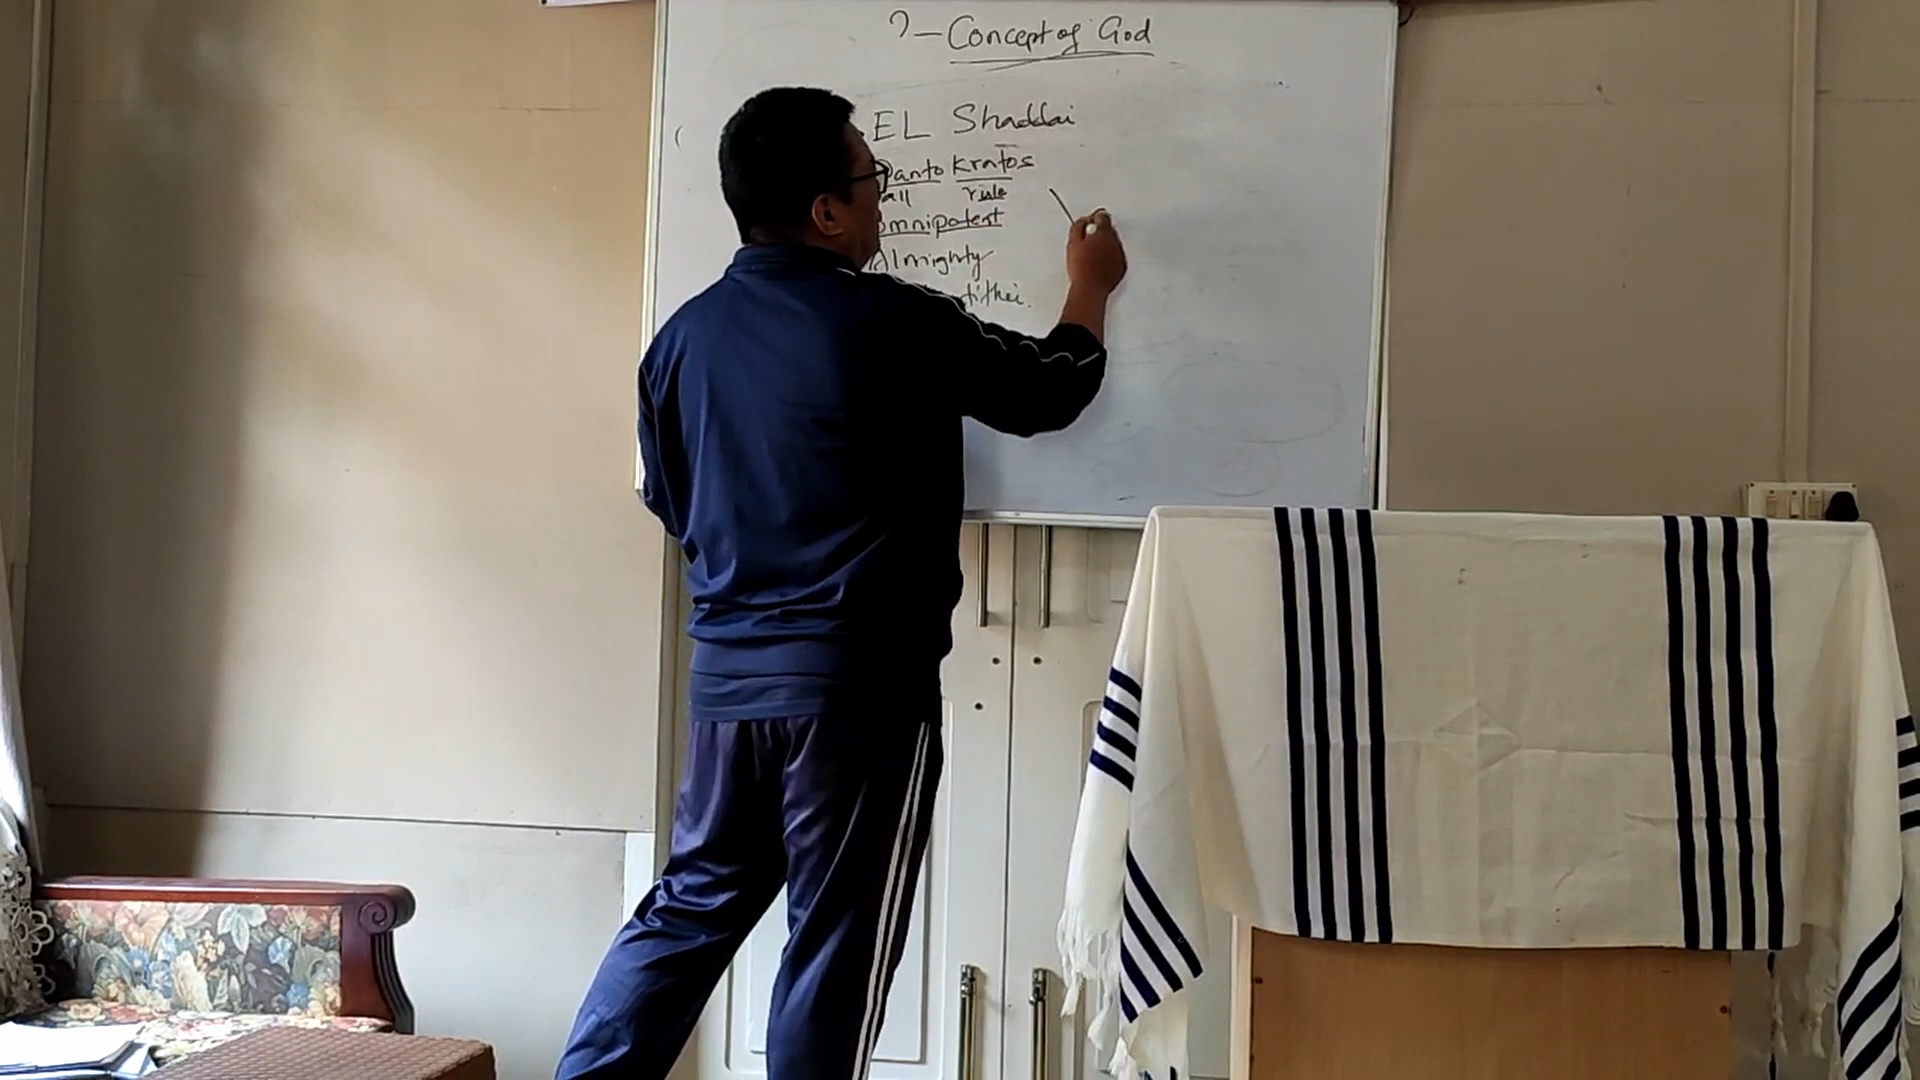 ? - Concept of God
EL Shaddai
Panto Kratos
all rule
omnipotent
Almighty